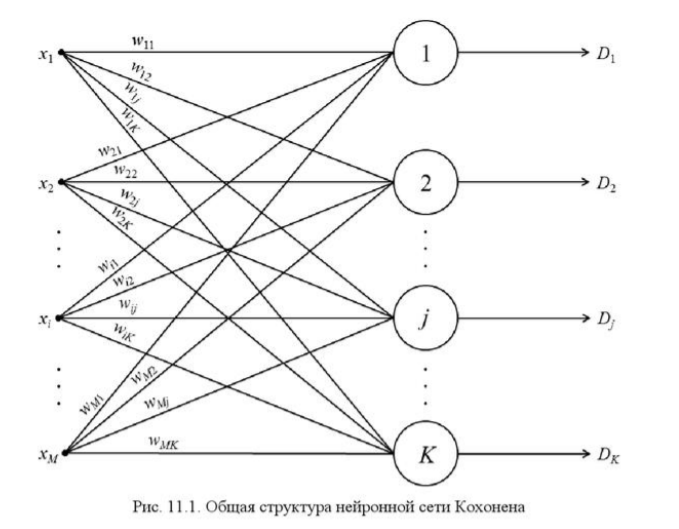 x₁ w₁₁ 1 D₁
w₁₂
w₁ⱼ
w₁K
w₂₁
x₂ w₂₂ 2 D₂
w₂ⱼ
w₂K
wᵢ₁
wᵢ₂
xᵢ wᵢⱼ j Dⱼ
wᵢK
wM₁
wM₂
wMⱼ
xM wMK K DK
Рис. 11.1. Общая структура нейронной сети Кохонена